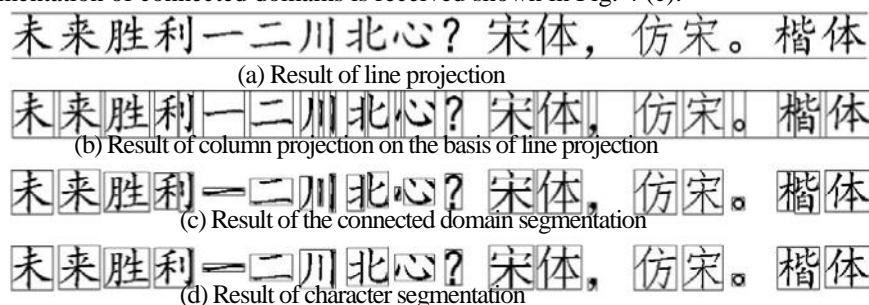 mentation of connected domains is received shown in Fig. 4 (c).
未来胜利一二川北心？宋体，仿宋。楷体
(a) Result of line projection
未来胜利一二川北心？宋体，仿宋。楷体
(b) Result of column projection on the basis of line projection
未来胜利一二川北心？宋体，仿宋。楷体
(c) Result of the connected domain segmentation
未来胜利一二川北心？宋体，仿宋。楷体
(d) Result of character segmentation